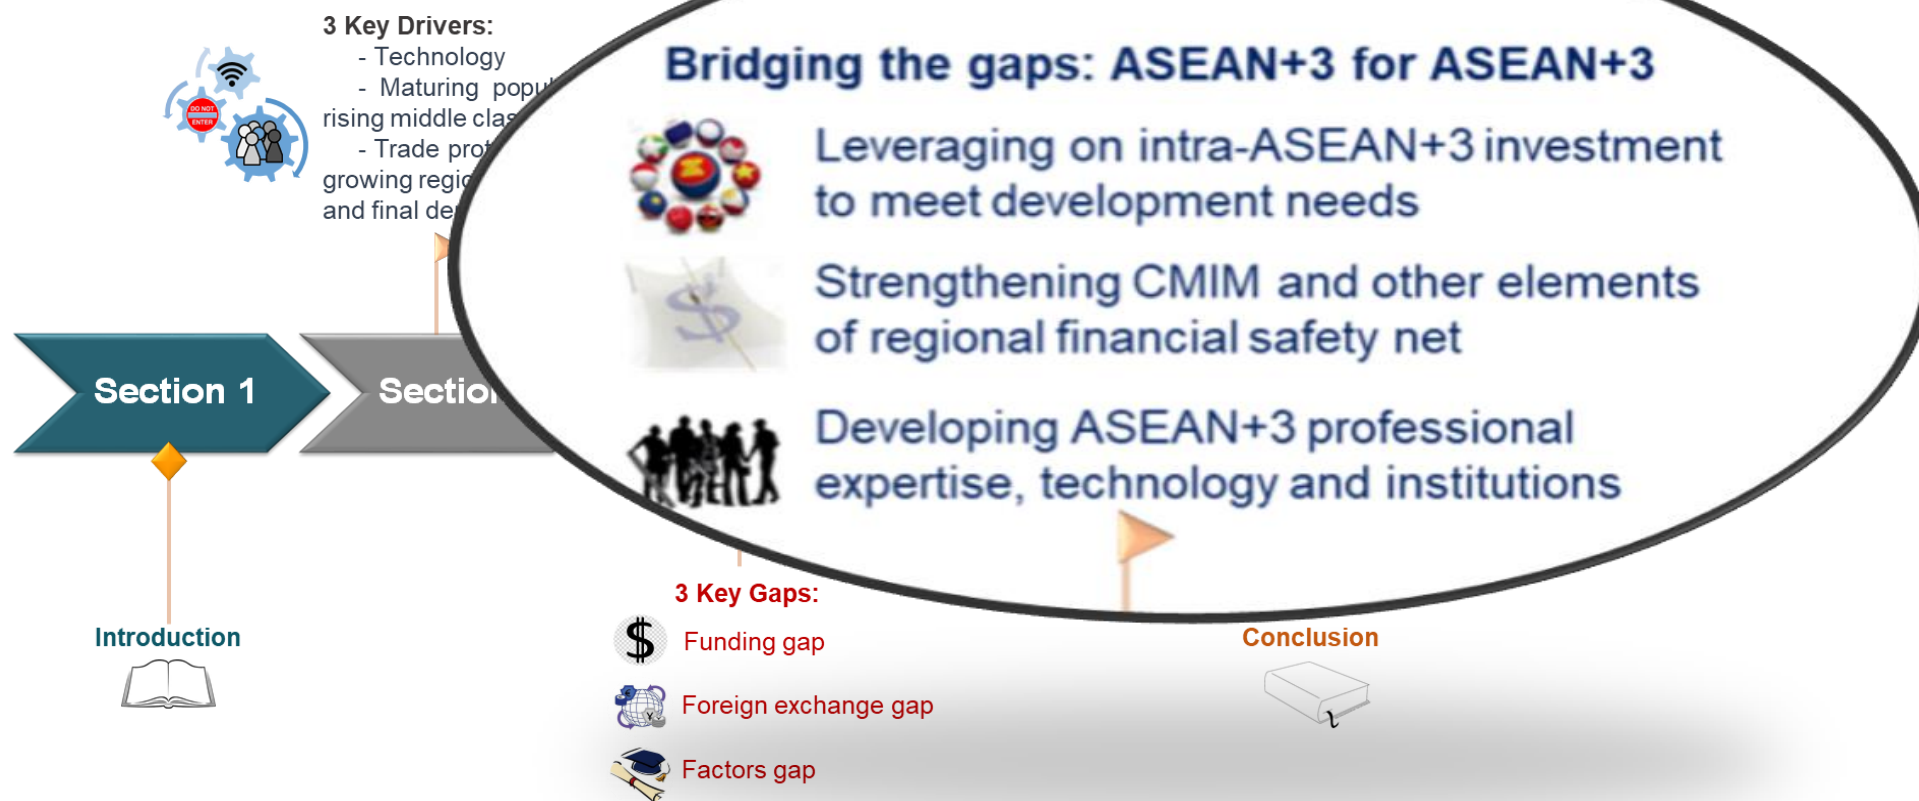 3 Key Drivers:
- Technology
- Maturing
rising middle
- Trade
growing
and final
Bridging the gaps: ASEAN+3 for ASEAN+3
Leveraging on intra-ASEAN+3 investment
to meet development needs
Strengthening CMIM and other elements
of regional financial safety net
Developing ASEAN+3 professional
expertise, technology and institutions
DO NOT
ENTER
Section 1
Section
Introduction
3 Key Gaps:
$ Funding gap
Foreign exchange gap
Factors gap
Conclusion